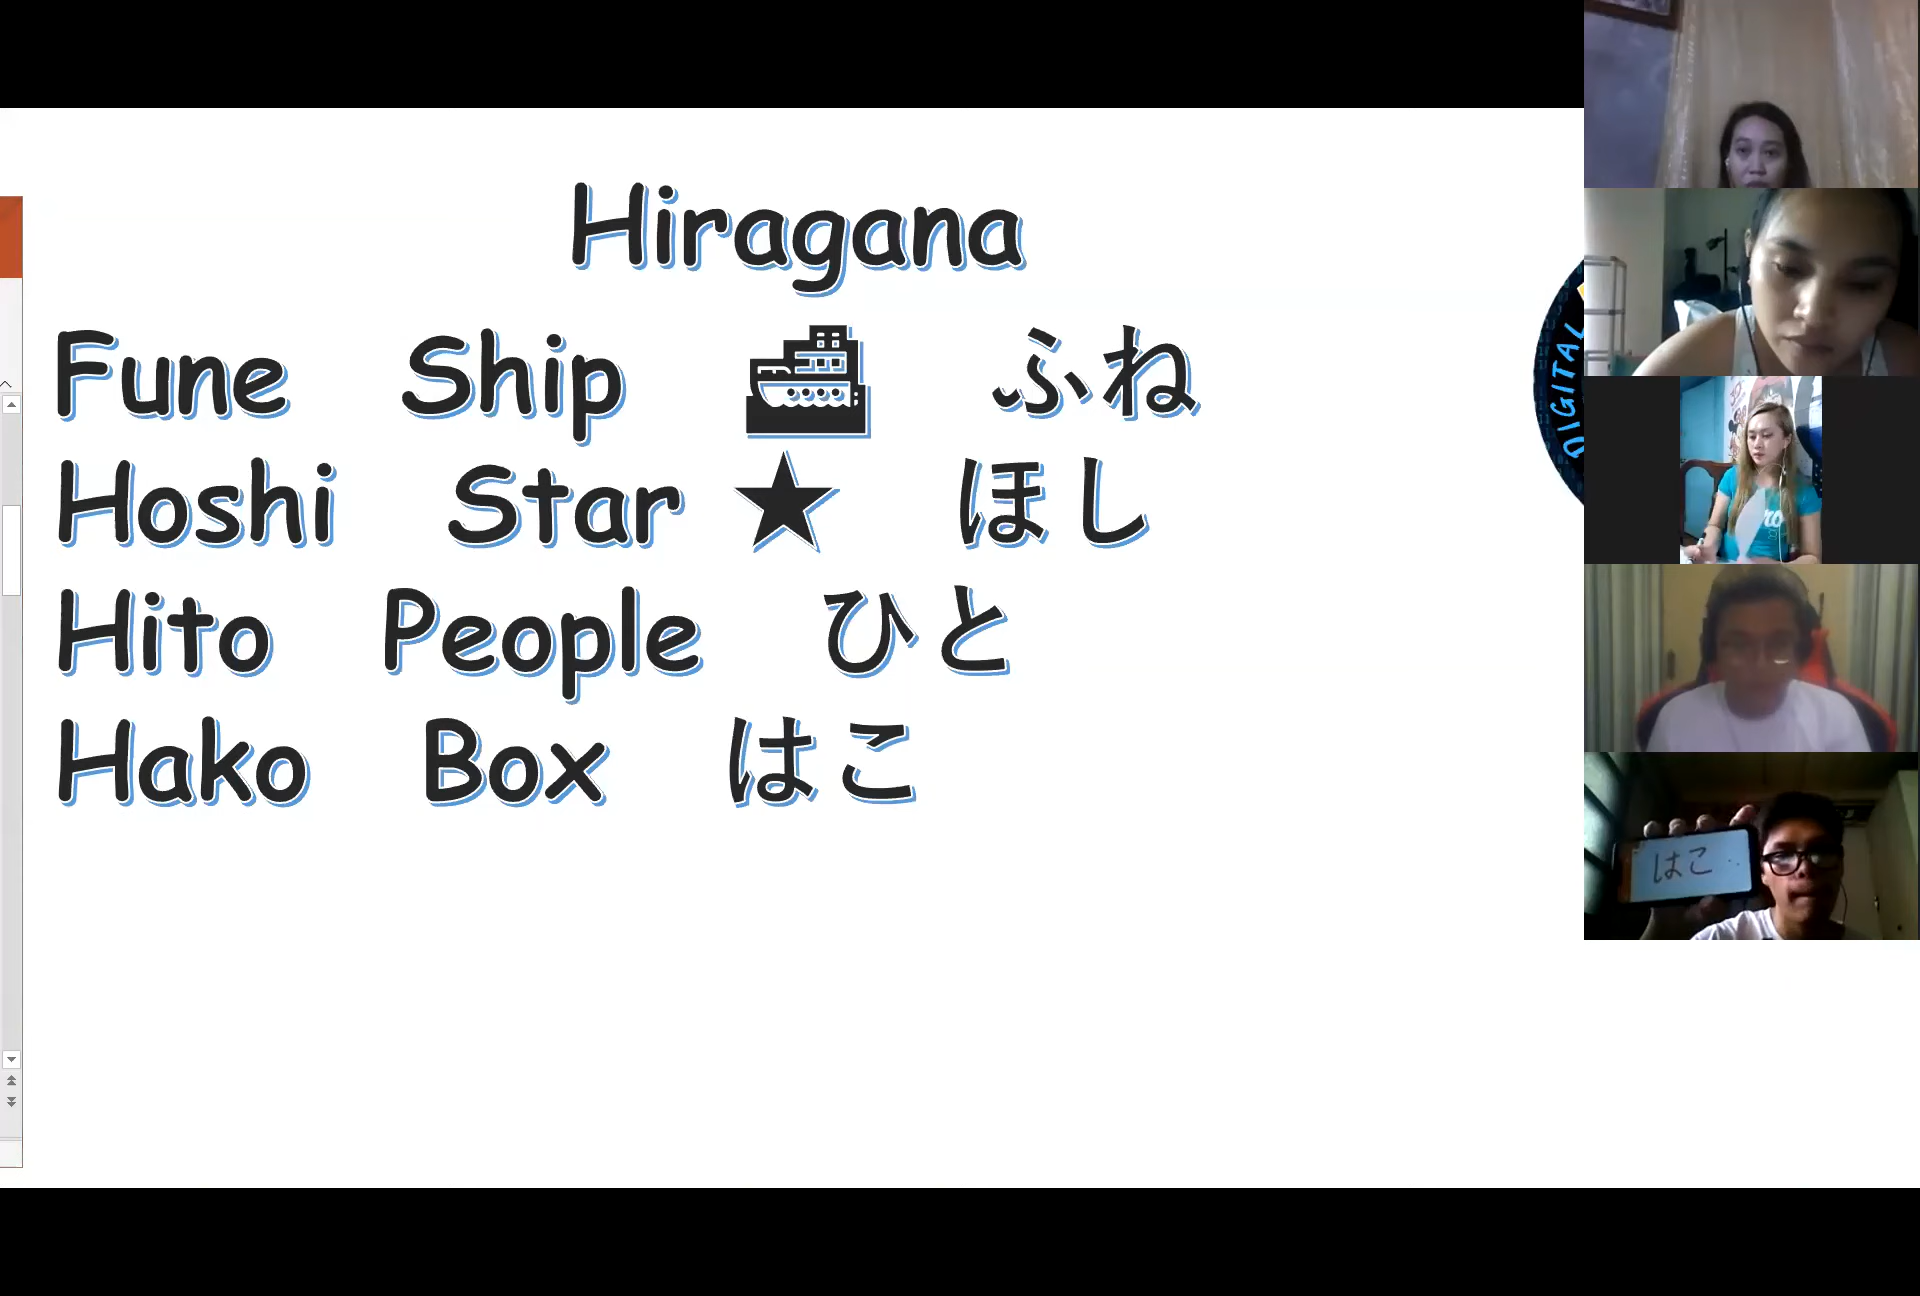 Hiragana
Fune Ship ふね
Hoshi Star ★ ほし
Hito People ひと
Hako Box はこ
DIGITAL
はこ